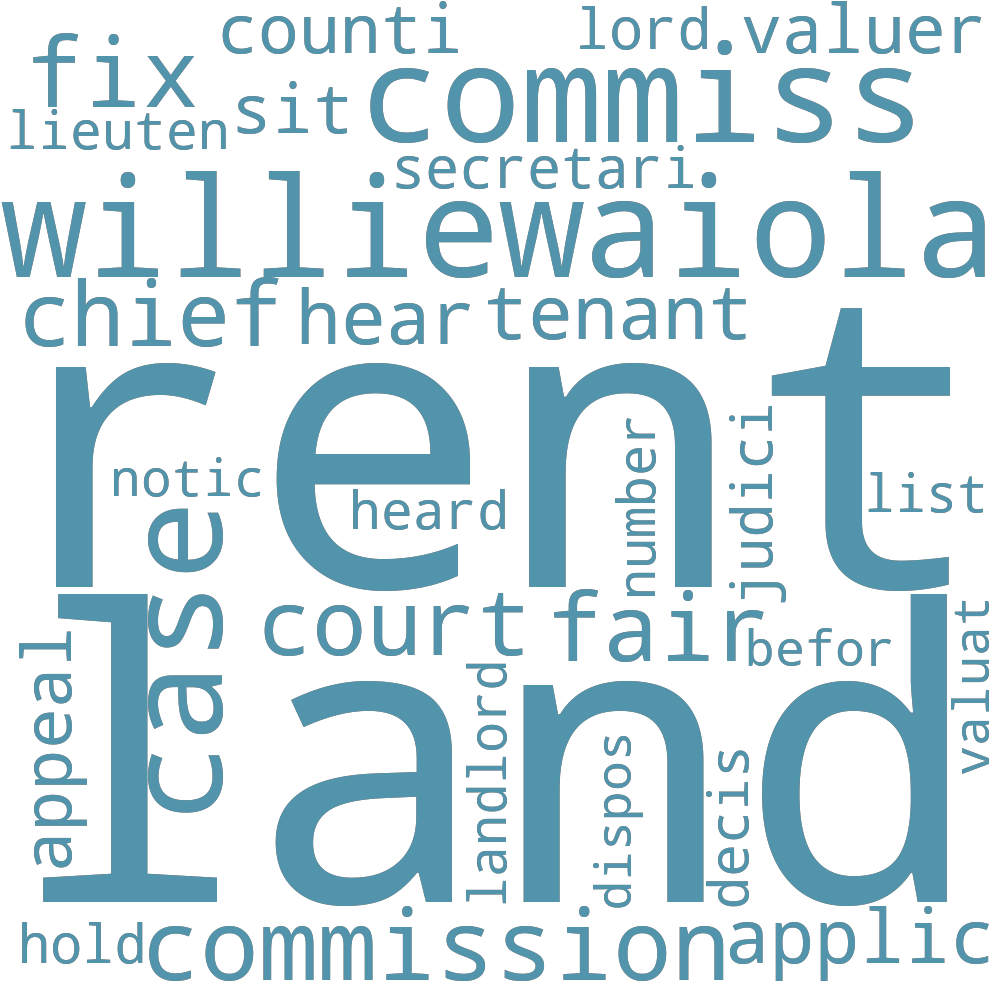 counti lord valuer
fix sit commiss
lieuten secretari
williewaiola
chief hear tenant
rent
notic heard number judici list
case court fair befor
land
appeal landlord dispos decis valuat
hold commission applic